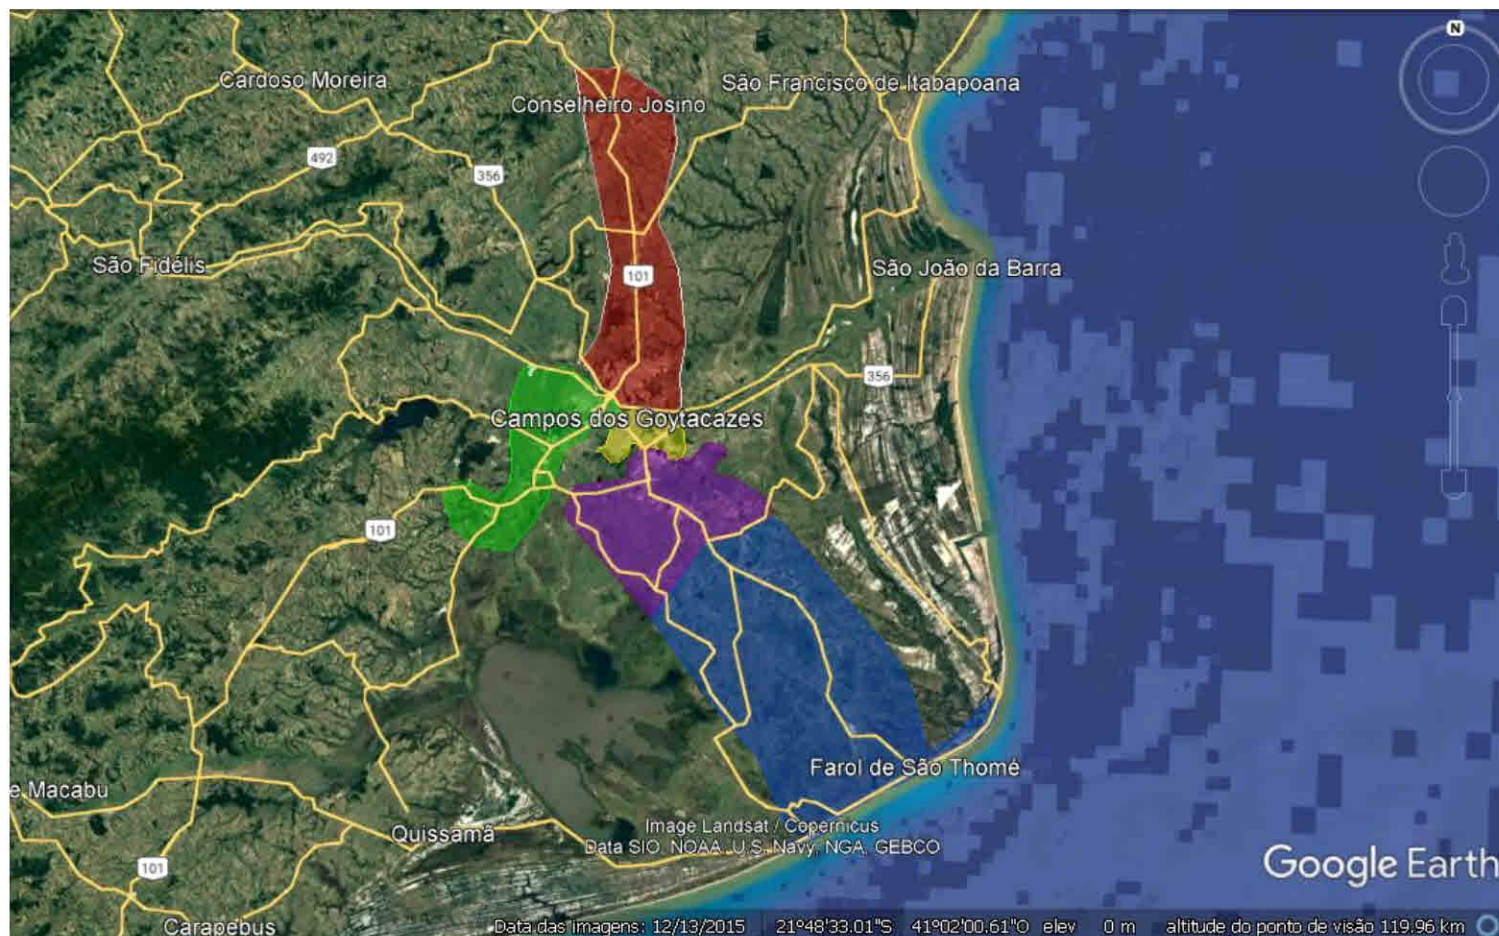 N
Cardoso Moreira
São Francisco de Itabapoana
Conselheiro Josino
492
356
São Fidélis
101
São João da Barra
356
Campos dos Goytacazes
101
Farol de São Thomé
e Macabu
Quissamã
Image Landsat / Copernicus
Data SIO, NOAA, U.S. Navy, NGA, GEBCO
101
Google Earth
Carapebus
Data das imagens: 12/13/2015 21°48'33.01"S 41°02'00.61"O elev 0 m altitude do ponto de visão 119.96 km